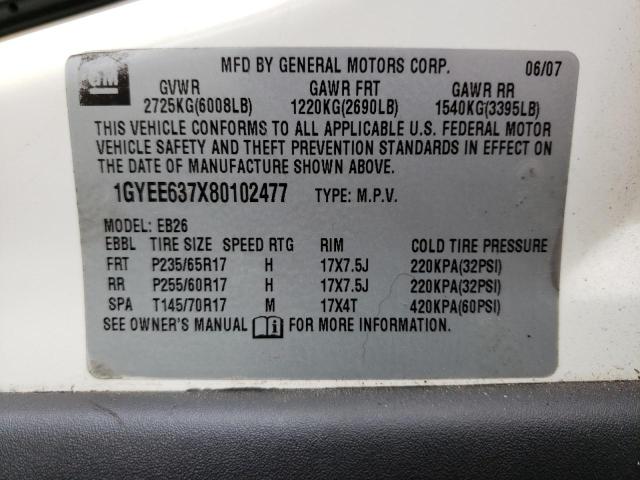 GM
MFD BY GENERAL MOTORS CORP. 06/07
GVWR GAWR FRT GAWR RR
2725KG(6008LB) 1220KG(2690LB) 1540KG(3395LB)
THIS VEHICLE CONFORMS TO ALL APPLICABLE U.S. FEDERAL MOTOR
VEHICLE SAFETY AND THEFT PREVENTION STANDARDS IN EFFECT ON
THE DATE OF MANUFACTURE SHOWN ABOVE.
1GYEE637X80102477 TYPE: M.P.V.
MODEL: EB26
EBBL TIRE SIZE SPEED RTG RIM COLD TIRE PRESSURE
FRT P235/65R17 H 17X7.5J 220KPA(32PSI)
RR P255/60R17 H 17X7.5J 220KPA(32PSI)
SPA T145/70R17 M 17X4T 420KPA(60PSI)
SEE OWNER'S MANUAL FOR MORE INFORMATION.